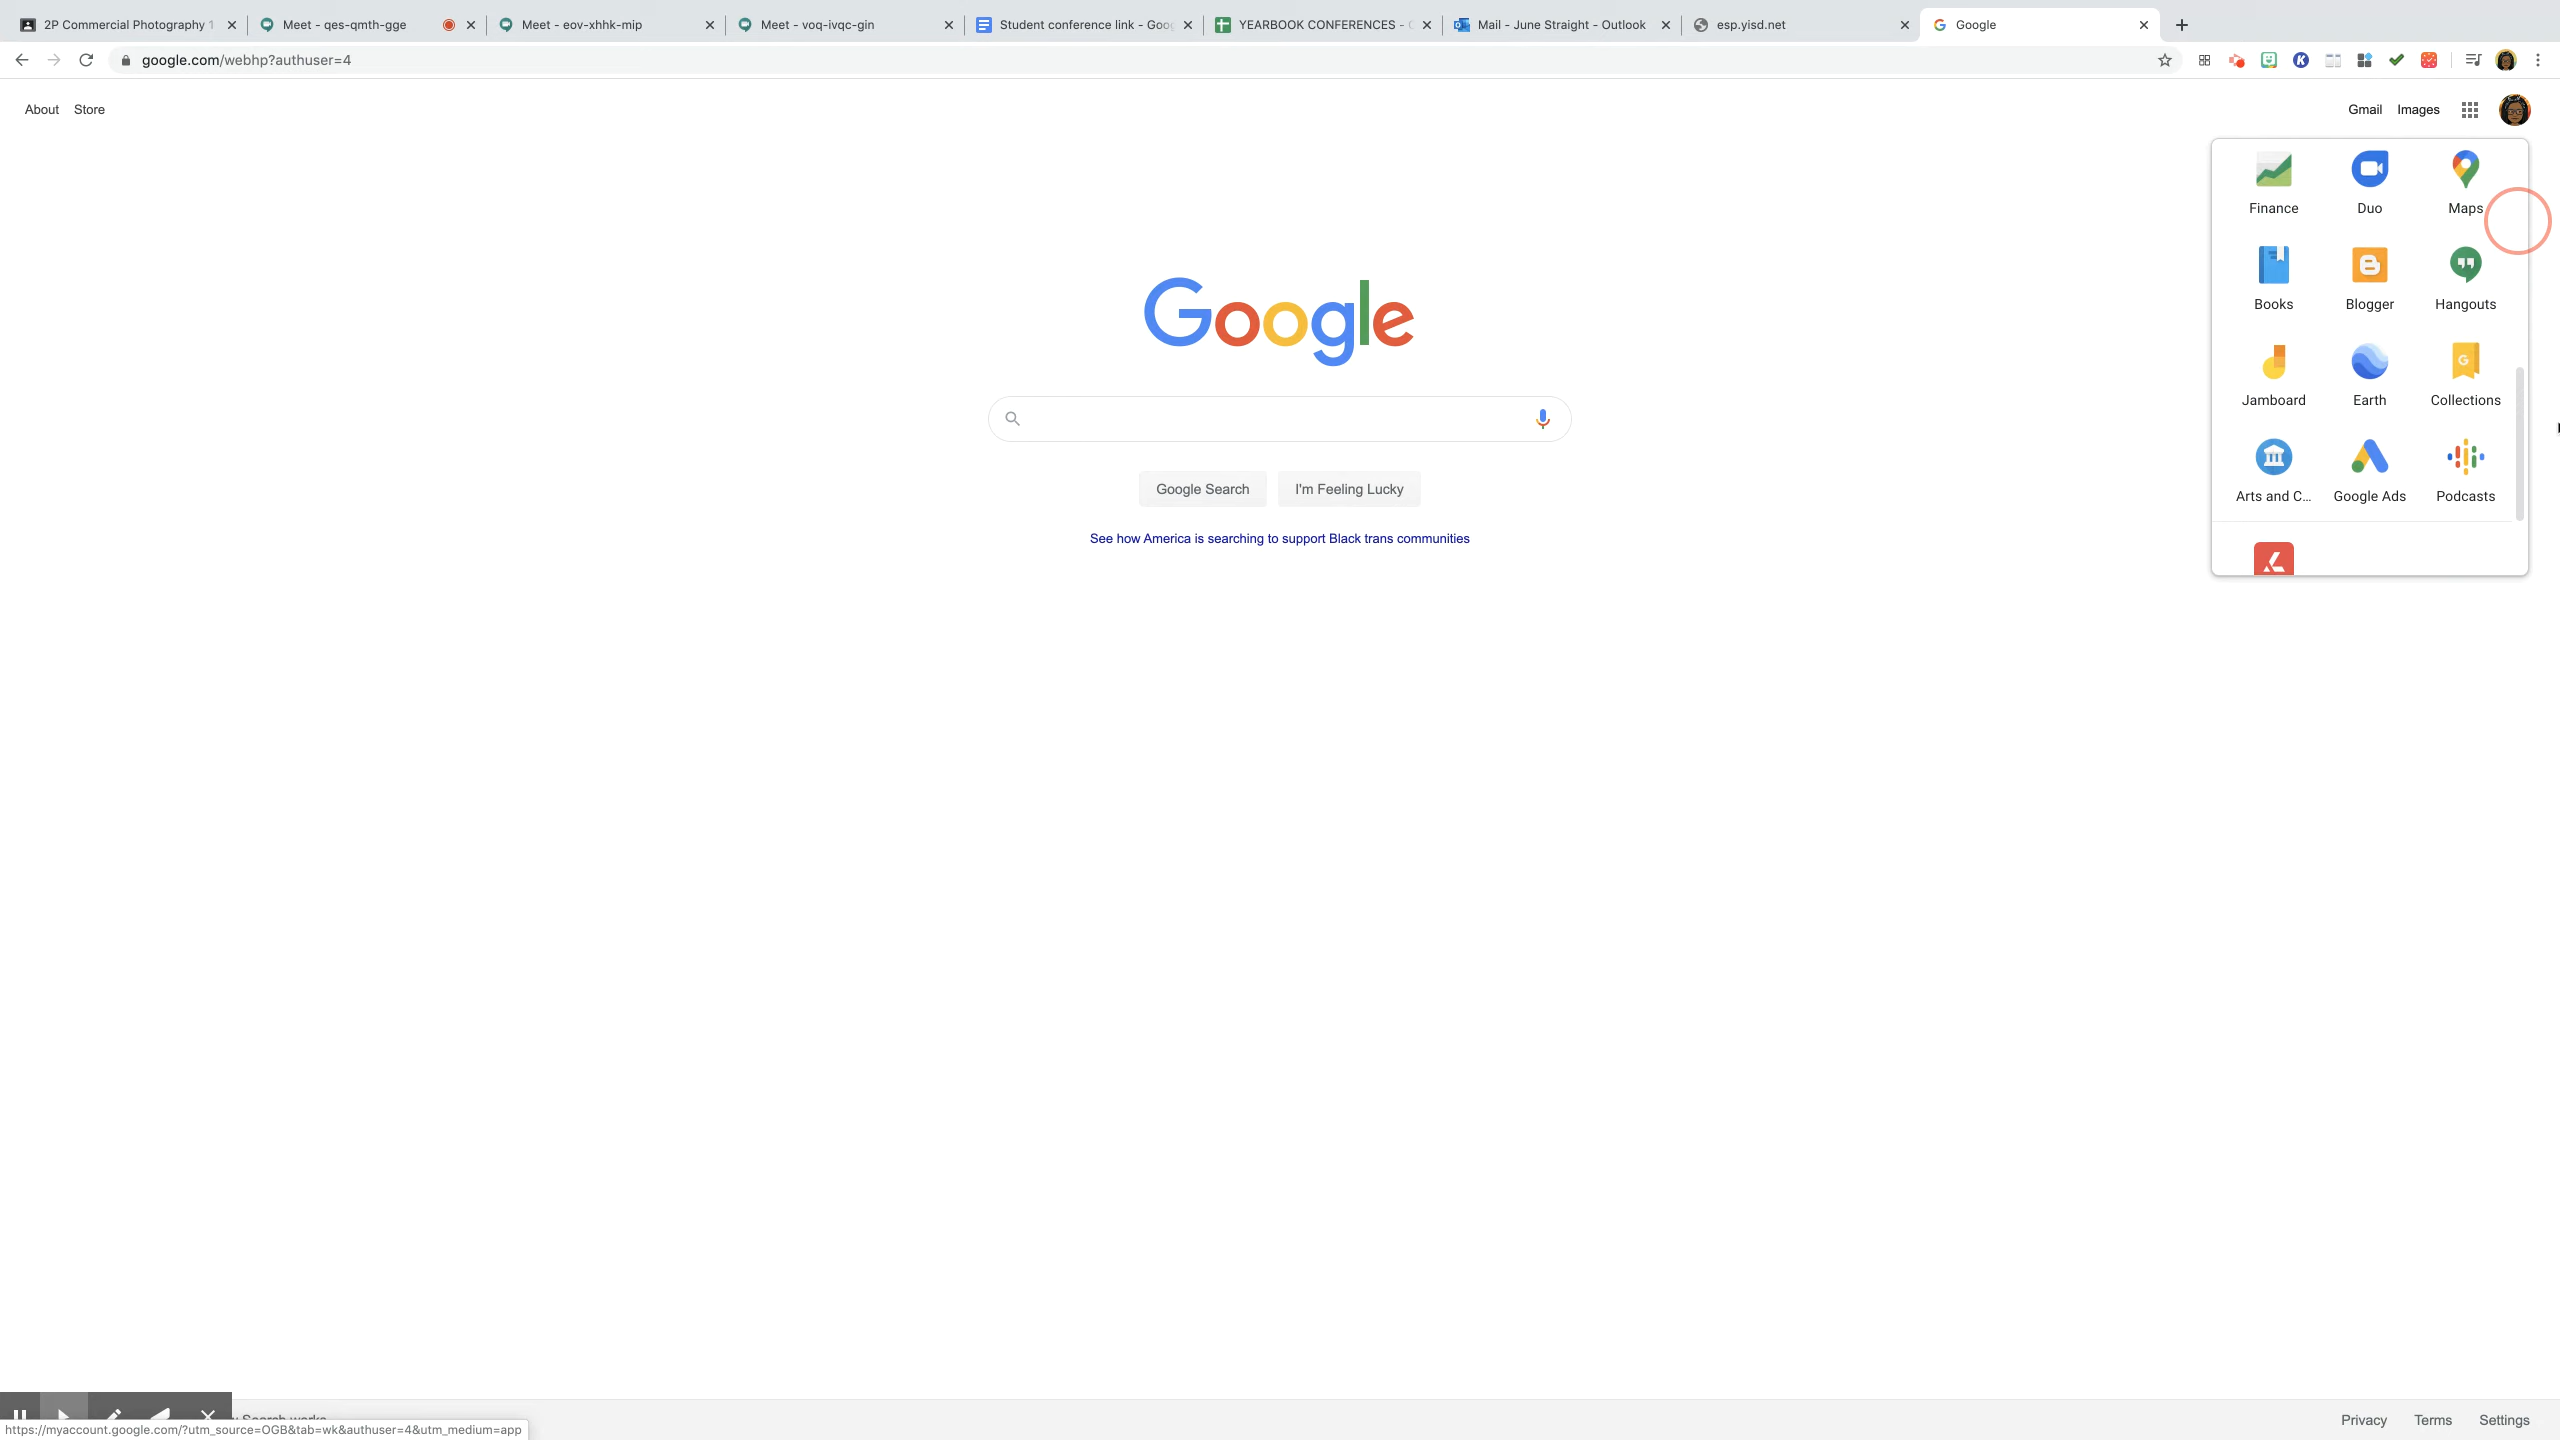 2P Commercial Photography 1
Meet - qes-qmth-gge
Meet - eov-xhhk-mip
Meet - voq-ivqc-gin
Student conference link - Goog
YEARBOOK CONFERENCES - G
Mail - June Straight - Outlook
esp.yisd.net
Google
google.com/webhp?authuser=4
About Store
Gmail Images
Finance Duo Maps
Books Blogger Hangouts
Jamboard Earth Collections
Arts and C... Google Ads Podcasts
Google
Google Search I'm Feeling Lucky
See how America is searching to support Black trans communities
Search works
Privacy Terms Settings
https://myaccount.google.com/?utm_source=OGB&tab=wk&authuser=4&utm_medium=app